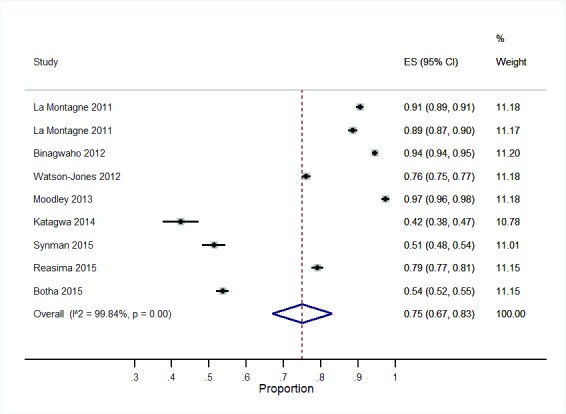 %
Study ES (95% CI) Weight
La Montagne 2011 0.91 (0.89, 0.91) 11.18
La Montagne 2011 0.89 (0.87, 0.90) 11.17
Binagwaho 2012 0.94 (0.94, 0.95) 11.20
Watson-Jones 2012 0.76 (0.75, 0.77) 11.18
Moodley 2013 0.97 (0.96, 0.98) 11.18
Katagwa 2014 0.42 (0.38, 0.47) 10.78
Synman 2015 0.51 (0.48, 0.54) 11.01
Reasima 2015 0.79 (0.77, 0.81) 11.15
Botha 2015 0.54 (0.52, 0.55) 11.15
Overall (I^2 = 99.84%, p = 0.00) 0.75 (0.67, 0.83) 100.00
.3 .4 .5 .6 .7 .8 .9 1
Proportion